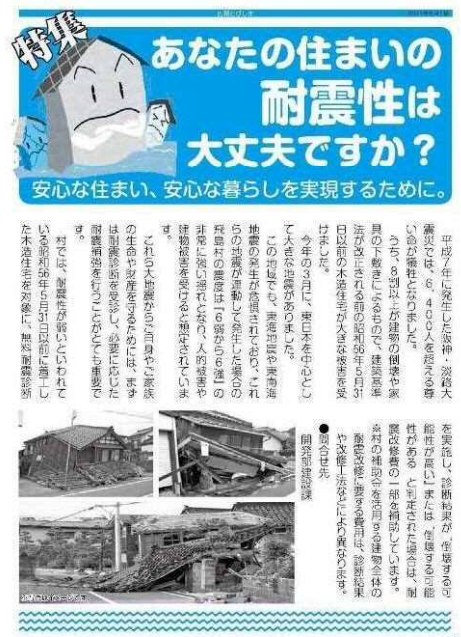 特集
あなたの住まいの
耐震性は
大丈夫ですか？
安心な住まい、安心な暮らしを実現するために。
平成７年に発生した阪神・淡路大
震災では、６，４００人を超える尊
い命が犠牲となりました。
うち、８割以上が建物の倒壊や家
具の下敷きによるもので、建築基準
法が改正される前の昭和56年５月31
日以前の木造住宅が大きな被害を受
けました。
今年の３月に、東日本を中心とし
て大きな地震がありました。
この地域でも、東海地震や東南海
地震の発生が危惧されており、これ
らの地震が連動して発生した場合の
飛島村の震度は「６弱から６強」の
非常に強い揺れとなり、人的被害や
建物被害を受けると想定されていま
す。
これら大地震からご自身やご家族
の生命や財産を守るためには、まず
は耐震診断を受診し、必要に応じた
耐震補強を行うことがとても重要で
す。
村では、耐震性が弱いといわれて
いる昭和56年５月31日以前に着工し
た木造住宅を対象に、無料耐震診断
を実施し、診断結果が「倒壊する可
能性が高い」または「倒壊する可能
性がある」と判定された場合は、耐
震改修費の一部を補助しています。
※村の補助金を活用する建物全体の
耐震改修に要する費用は、診断結果
や改修工法などにより異なります。
●問合せ先
開発部建設課